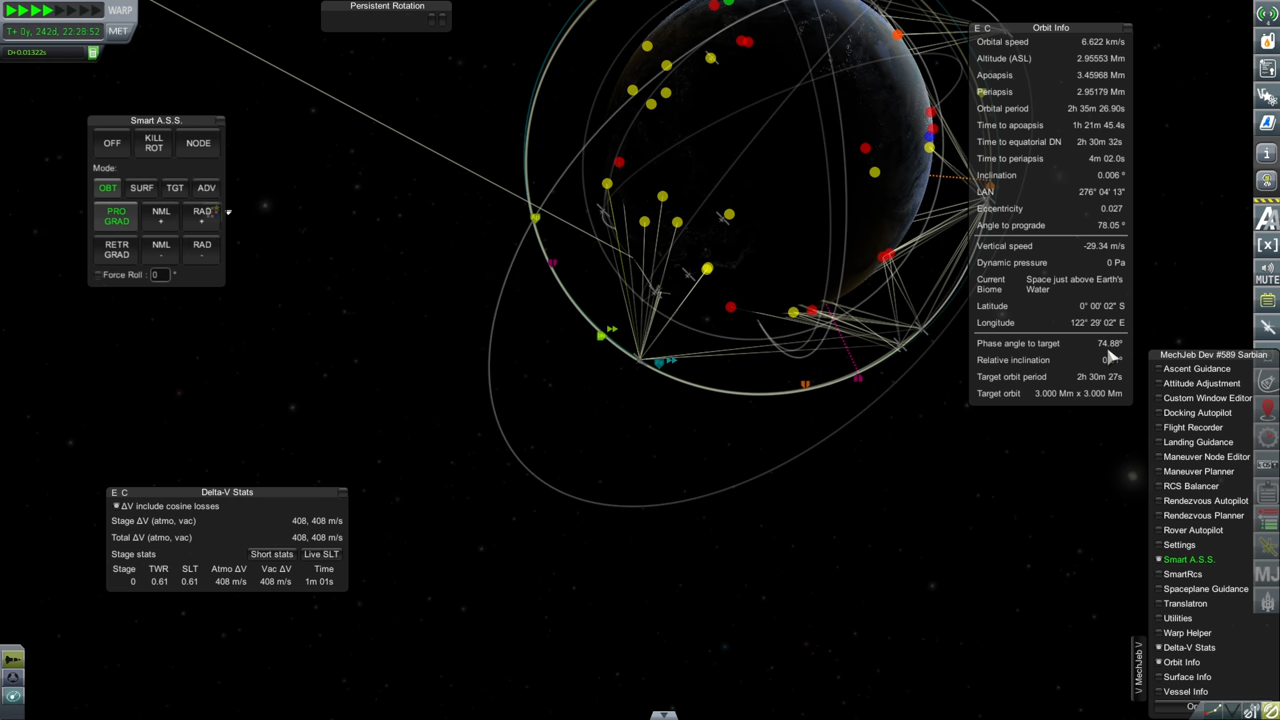 WARP
Persistent Rotation
T+ 0y, 242d, 22:28:52 MET
D+0.01322s
E C Orbit Info
Orbital speed 6.622 km/s
Altitude (ASL) 2.95553 Mm
Apoapsis 3.45968 Mm
Periapsis 2.95179 Mm
Orbital period 2h 35m 26.90s
Time to apoapsis 1h 21m 45.4s
Time to equatorial DN 2h 30m 32s
Time to periapsis 4m 02.0s
Inclination 0.006 º
LAN 276° 04' 13"
Eccentricity 0.027
Angle to prograde 78.05 º
Vertical speed -29.34 m/s
Dynamic pressure 0 Pa
Current Biome Space just above Earth's Water
Latitude 0° 00' 02" S
Longitude 122° 29' 02" E
Phase angle to target 74.88º
Relative inclination
Target orbit period 2h 30m 27s
Target orbit 3.000 Mm x 3.000 Mm
Smart A.S.S.
OFF KILL ROT NODE
Mode:
OBT SURF TGT ADV
PRO GRAD NML + RAD +
RETR GRAD NML - RAD -
Force Roll : 0 °
MUTE
MechJeb Dev #589 Sarbian
Ascent Guidance
Attitude Adjustment
Custom Window Editor
Docking Autopilot
Flight Recorder
Landing Guidance
Maneuver Node Editor
Maneuver Planner
RCS Balancer
Rendezvous Autopilot
Rendezvous Planner
Rover Autopilot
Settings
Smart A.S.S.
SmartRcs
Spaceplane Guidance
Translatron
Utilities
Warp Helper
Delta-V Stats
Orbit Info
Surface Info
Vessel Info
V MechJeb V
MJ
E C Delta-V Stats
ΔV include cosine losses
Stage ΔV (atmo, vac) 408, 408 m/s
Total ΔV (atmo, vac) 408, 408 m/s
Stage stats Short stats Live SLT
Stage TWR SLT Atmo ΔV Vac ΔV Time
0 0.61 0.61 408 m/s 408 m/s 1m 01s